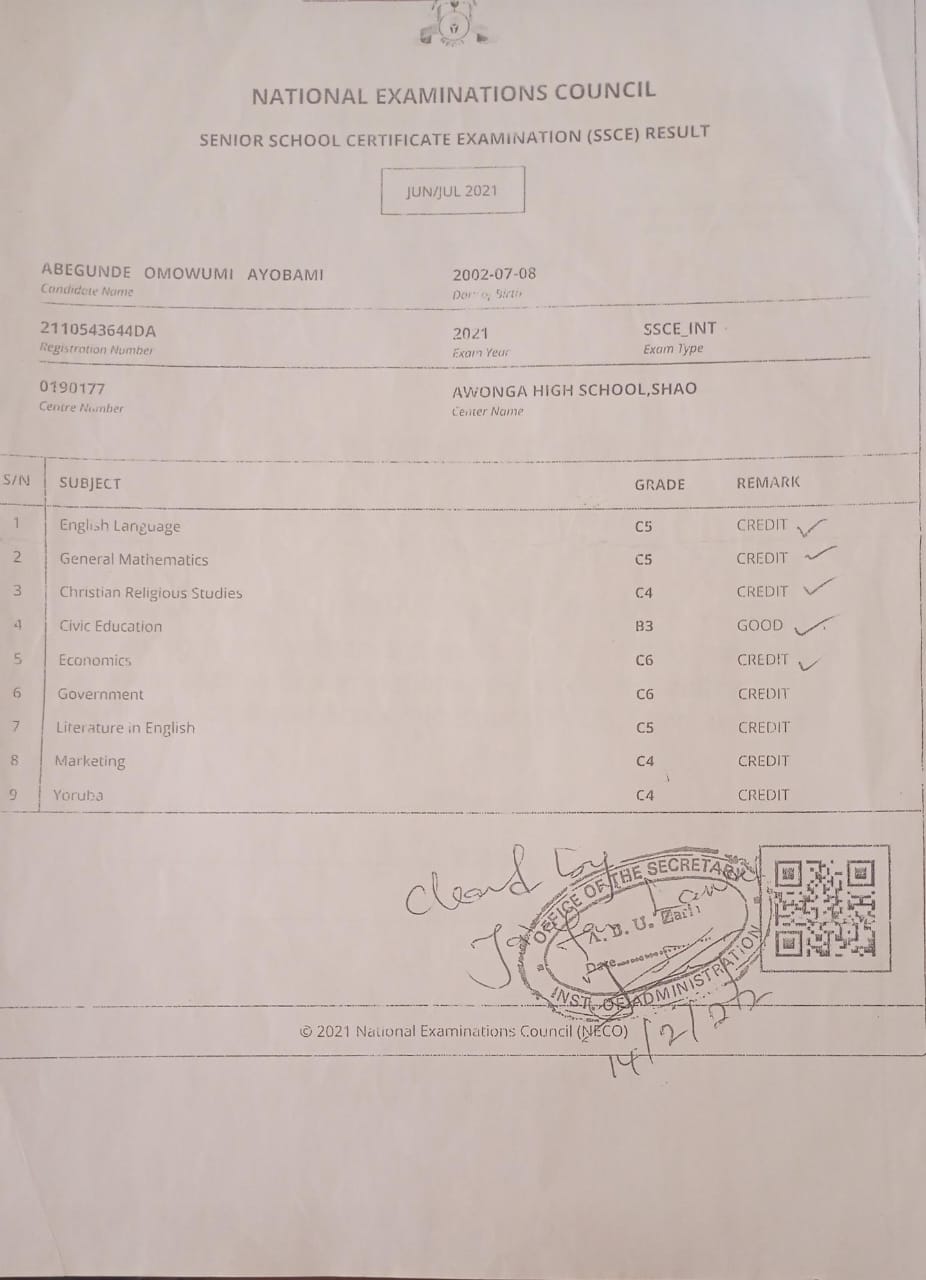 NATIONAL EXAMINATIONS COUNCIL
SENIOR SCHOOL CERTIFICATE EXAMINATION (SSCE) RESULT
JUN/JUL 2021
ABEGUNDE OMOWUMI AYOBAMI 2002-07-08
Candidate Name Date of Birth
2110543644DA 2021 SSCE_INT
Registration Number Exam Year Exam Type
0190177 AWONGA HIGH SCHOOL,SHAO
Centre Number Center Name
S/N SUBJECT GRADE REMARK
1 English Language C5 CREDIT
2 General Mathematics C5 CREDIT
3 Christian Religious Studies C4 CREDIT
4 Civic Education B3 GOOD
5 Economics C6 CREDIT
6 Government C6 CREDIT
7 Literature in English C5 CREDIT
8 Marketing C4 CREDIT
9 Yoruba C4 CREDIT
OFFICE OF THE SECRETARY
A. B. U. Zaria
Date
INST. OF ADMINISTRATION
© 2021 National Examinations Council (NECO)
14/2/22